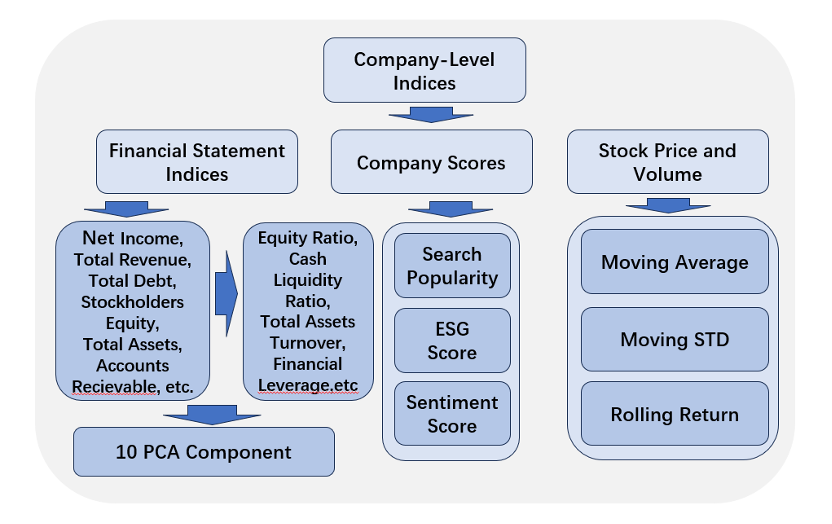 Company-Level
Indices
Financial Statement
Indices
Company Scores
Stock Price and
Volume
Net Income,
Total Revenue,
Total Debt,
Stockholders
Equity,
Total Assets,
Accounts
Recievable, etc.
Equity Ratio,
Cash
Liquidity
Ratio,
Total Assets
Turnover,
Financial
Leverage,etc
10 PCA Component
Search
Popularity
ESG
Score
Sentiment
Score
Moving Average
Moving STD
Rolling Return